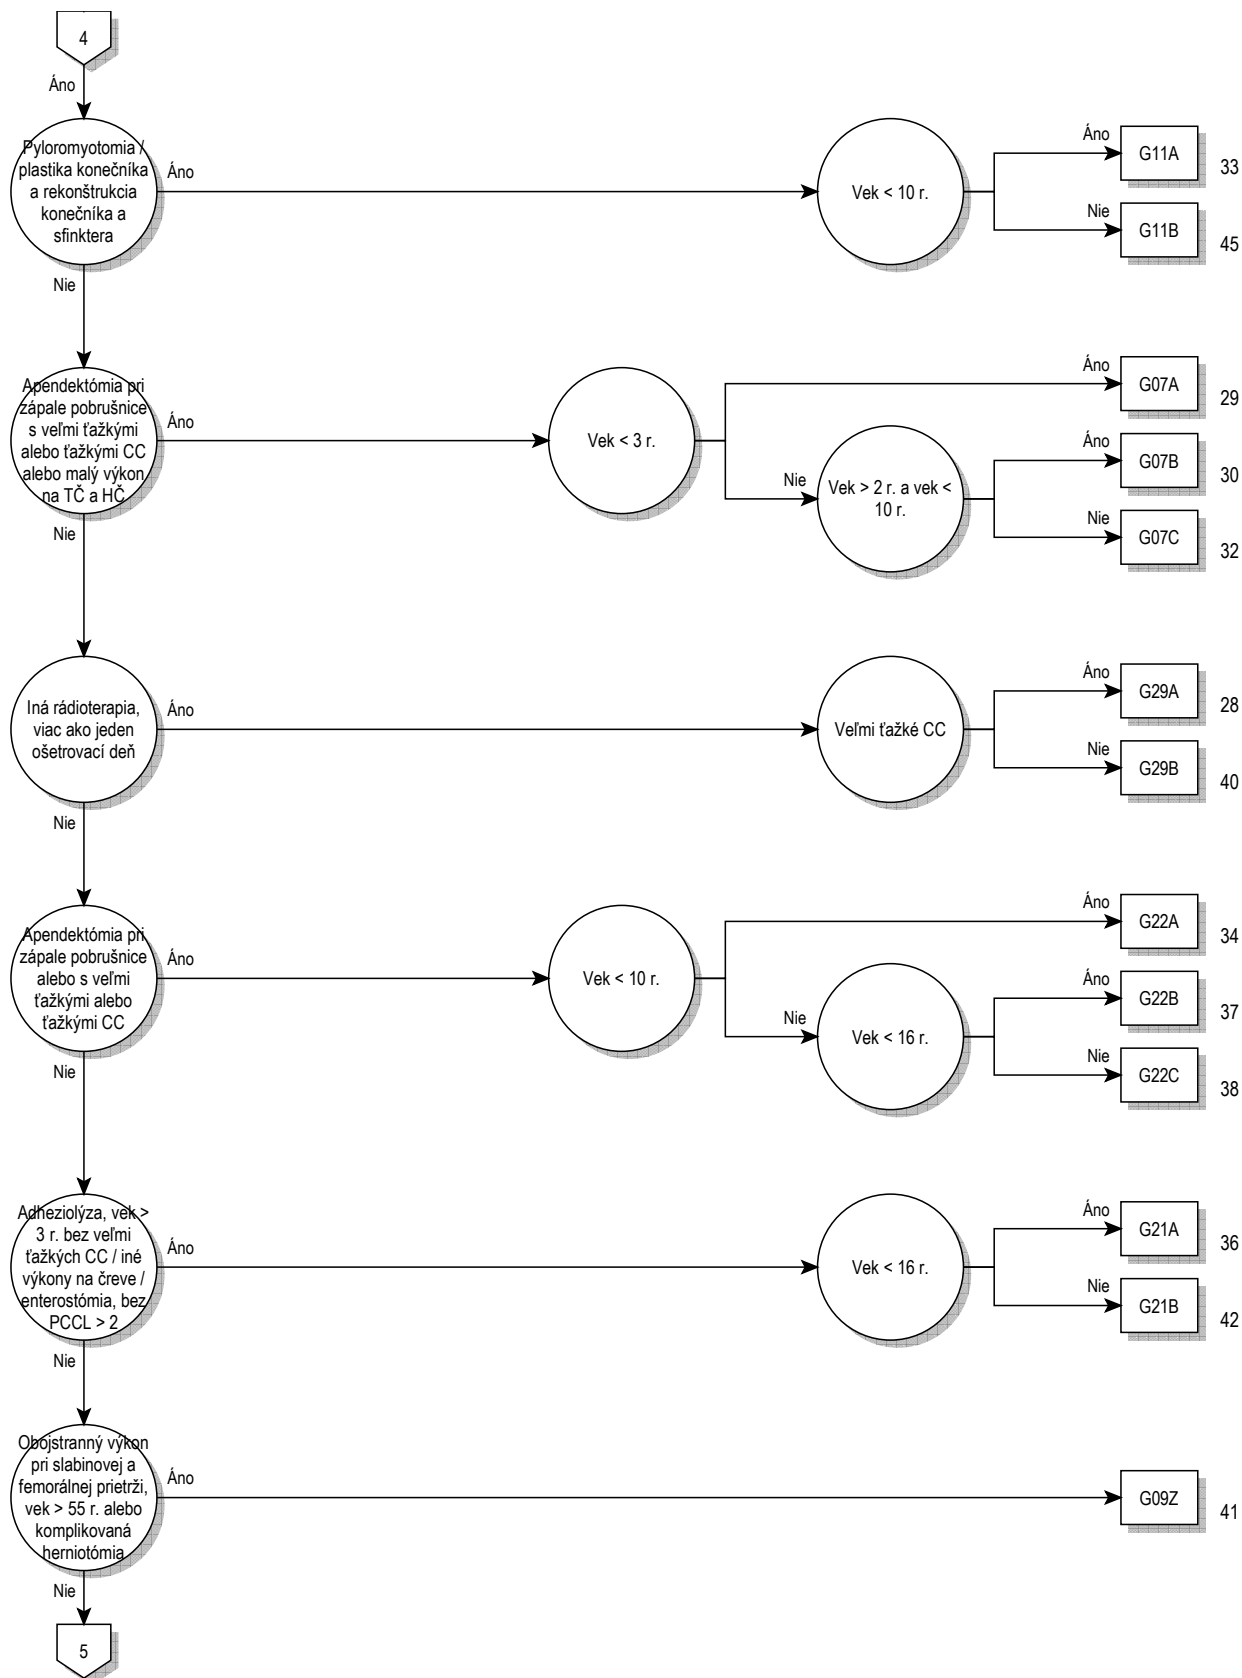 4
Áno
Pyloromyotomia /
plastika konečníka
a rekonštrukcia
konečníka a
sfinktera
Áno
Vek < 10 r.
Áno
G11A
33
Nie
G11B
45
Nie
Apendektómia pri
zápale pobrušnice
s veľmi ťažkými
alebo ťažkými CC
alebo malý výkon
na TČ a HČ
Áno
Vek < 3 r.
Áno
G07A
29
Nie
Vek > 2 r. a vek <
10 r.
Áno
G07B
30
Nie
G07C
32
Nie
Iná rádioterapia,
viac ako jeden
ošetrovací deň
Áno
Veľmi ťažké CC
Áno
G29A
28
Nie
G29B
40
Nie
Apendektómia pri
zápale pobrušnice
alebo s veľmi
ťažkými alebo
ťažkými CC
Áno
Vek < 10 r.
Áno
G22A
34
Nie
Vek < 16 r.
Áno
G22B
37
Nie
G22C
38
Nie
Adheziolýza, vek >
3 r. bez veľmi
ťažkých CC / iné
výkony na čreve /
enterostómia, bez
PCCL > 2
Áno
Vek < 16 r.
Áno
G21A
36
Nie
G21B
42
Nie
Obojstranný výkon
pri slabinovej a
femorálnej prietrži,
vek > 55 r. alebo
komplikovaná
herniotómia
Áno
G09Z
41
Nie
5